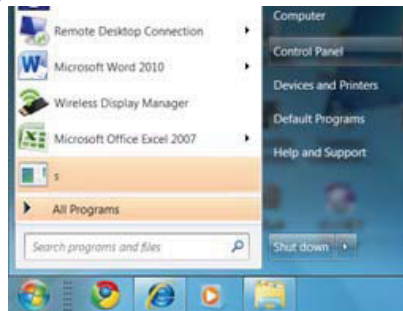 Remote Desktop Connection
Microsoft Word 2010
Wireless Display Manager
Microsoft Office Excel 2007
s
All Programs
Search programs and files
Computer
Control Panel
Devices and Printers
Default Programs
Help and Support
Shut down